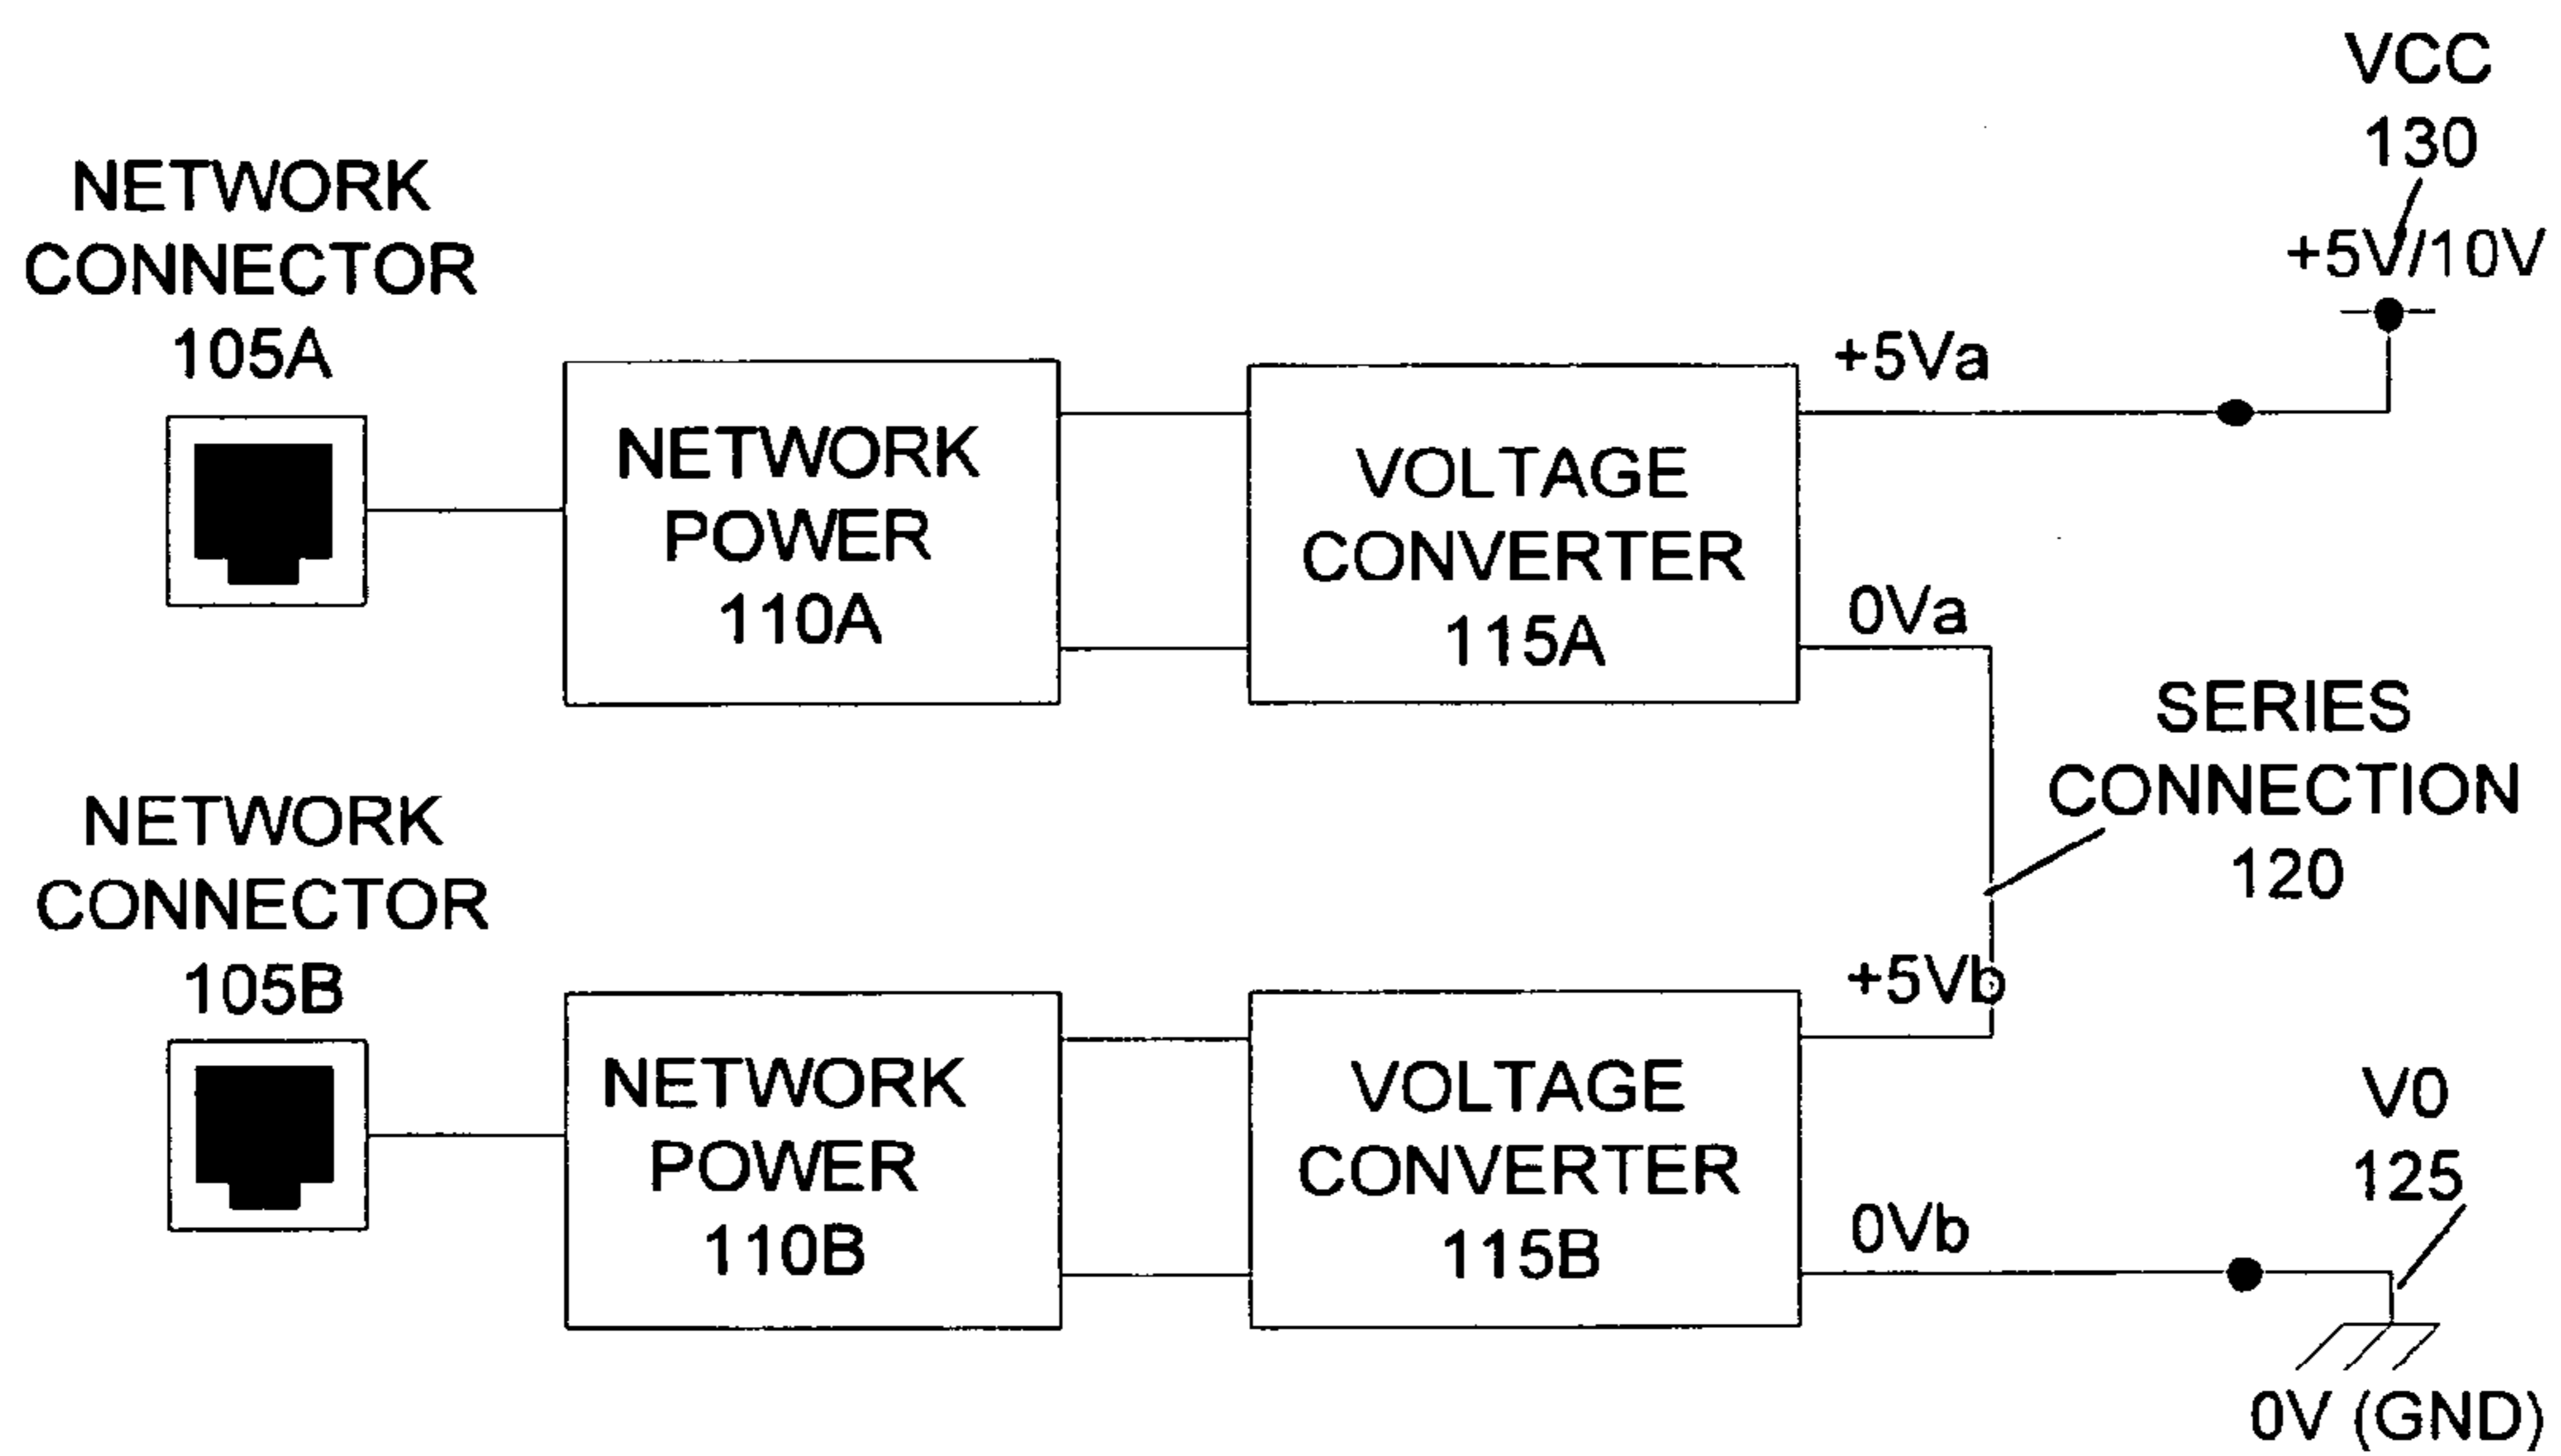 VCC
130
+5V/10V
NETWORK
CONNECTOR
105A
NETWORK
POWER
110A
VOLTAGE
CONVERTER
115A
+5Va
0Va
SERIES
CONNECTION
120
NETWORK
CONNECTOR
105B
NETWORK
POWER
110B
VOLTAGE
CONVERTER
115B
+5Vb
0Vb
V0
125
0V (GND)